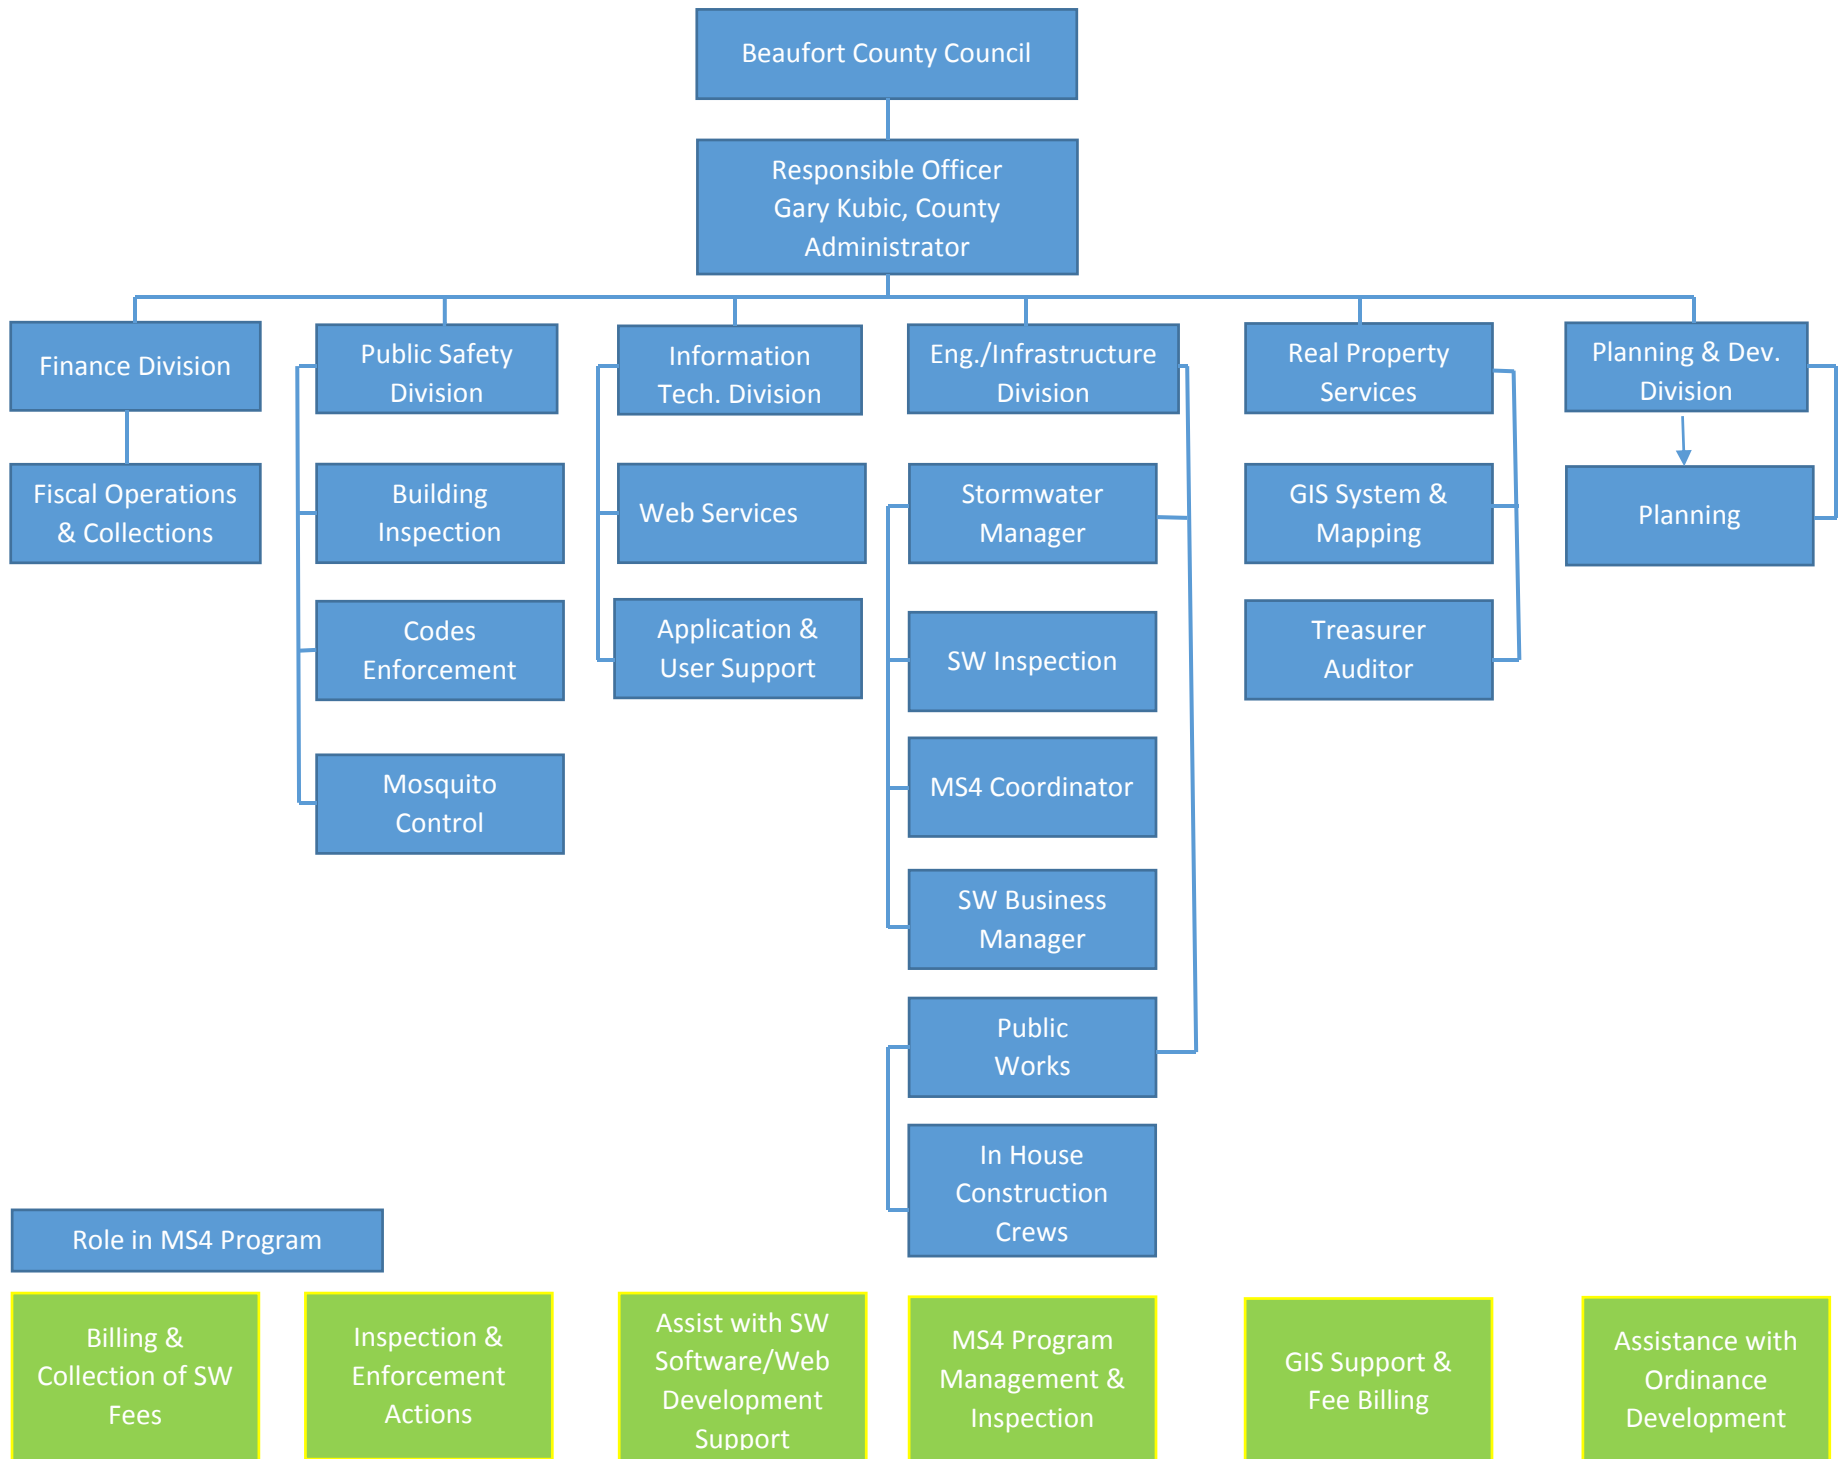 Beaufort County Council
Responsible Officer
Gary Kubic, County
Administrator
Finance Division
Public Safety
Division
Information
Tech. Division
Eng./Infrastructure
Division
Real Property
Services
Planning & Dev.
Division
Fiscal Operations
& Collections
Building
Inspection
Web Services
Stormwater
Manager
GIS System &
Mapping
Planning
Codes
Enforcement
Application &
User Support
SW Inspection
Treasurer
Auditor
Mosquito
Control
MS4 Coordinator
SW Business
Manager
Public
Works
In House
Construction
Crews
Role in MS4 Program
Billing &
Collection of SW
Fees
Inspection &
Enforcement
Actions
Assist with SW
Software/Web
Development
Support
MS4 Program
Management &
Inspection
GIS Support &
Fee Billing
Assistance with
Ordinance
Development